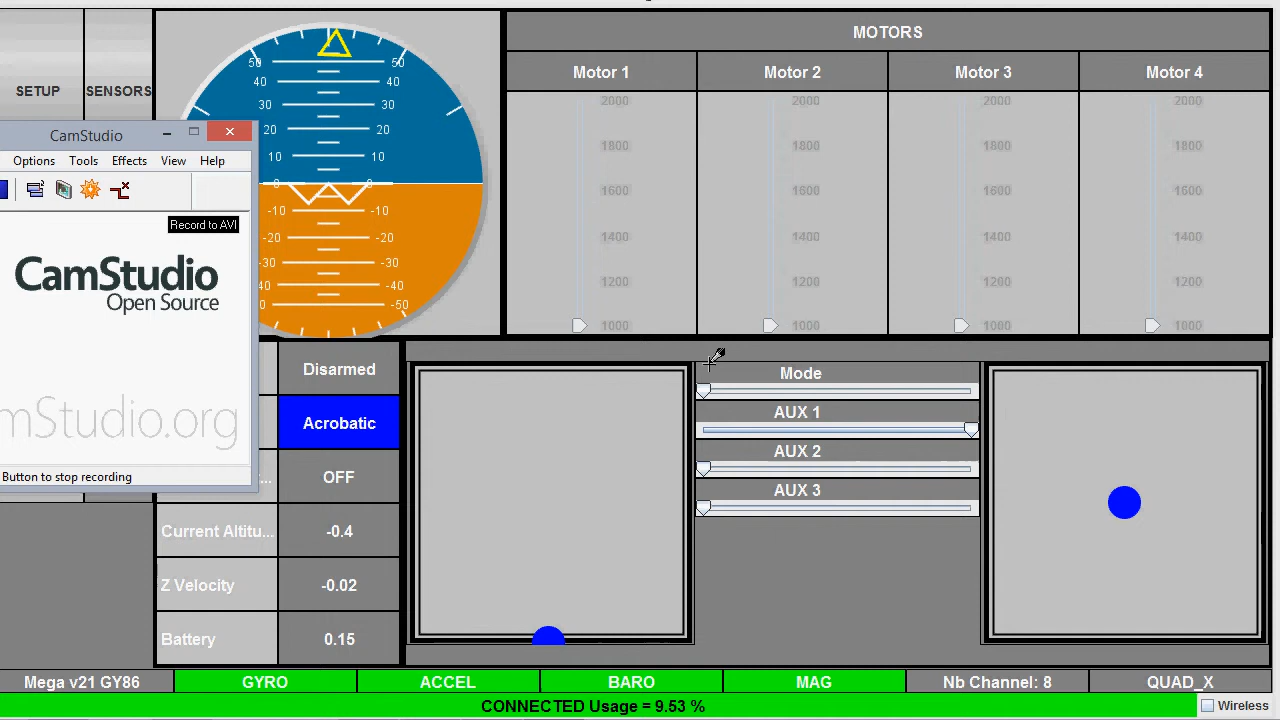 MOTORS
Motor 1 Motor 2 Motor 3 Motor 4
SETUP SENSORS
50 50
40 40
30 30
20 20
10 10
0 0
-10 -10
-20 -20
-30 -30
40 -40
0 -50
2000 2000 2000 2000
1800 1800 1800 1800
1600 1600 1600 1600
1400 1400 1400 1400
1200 1200 1200 1200
1000 1000 1000 1000
CamStudio
Options Tools Effects View Help
Record to AVI
CamStudio
Open Source
mStudio.org
Button to stop recording
Disarmed
Acrobatic
... OFF
Current Altitu... -0.4
Z Velocity -0.02
Battery 0.15
Mode
AUX 1
AUX 2
AUX 3
Mega v21 GY86 GYRO ACCEL BARO MAG Nb Channel: 8 QUAD_X
CONNECTED Usage = 9.53 % Wireless